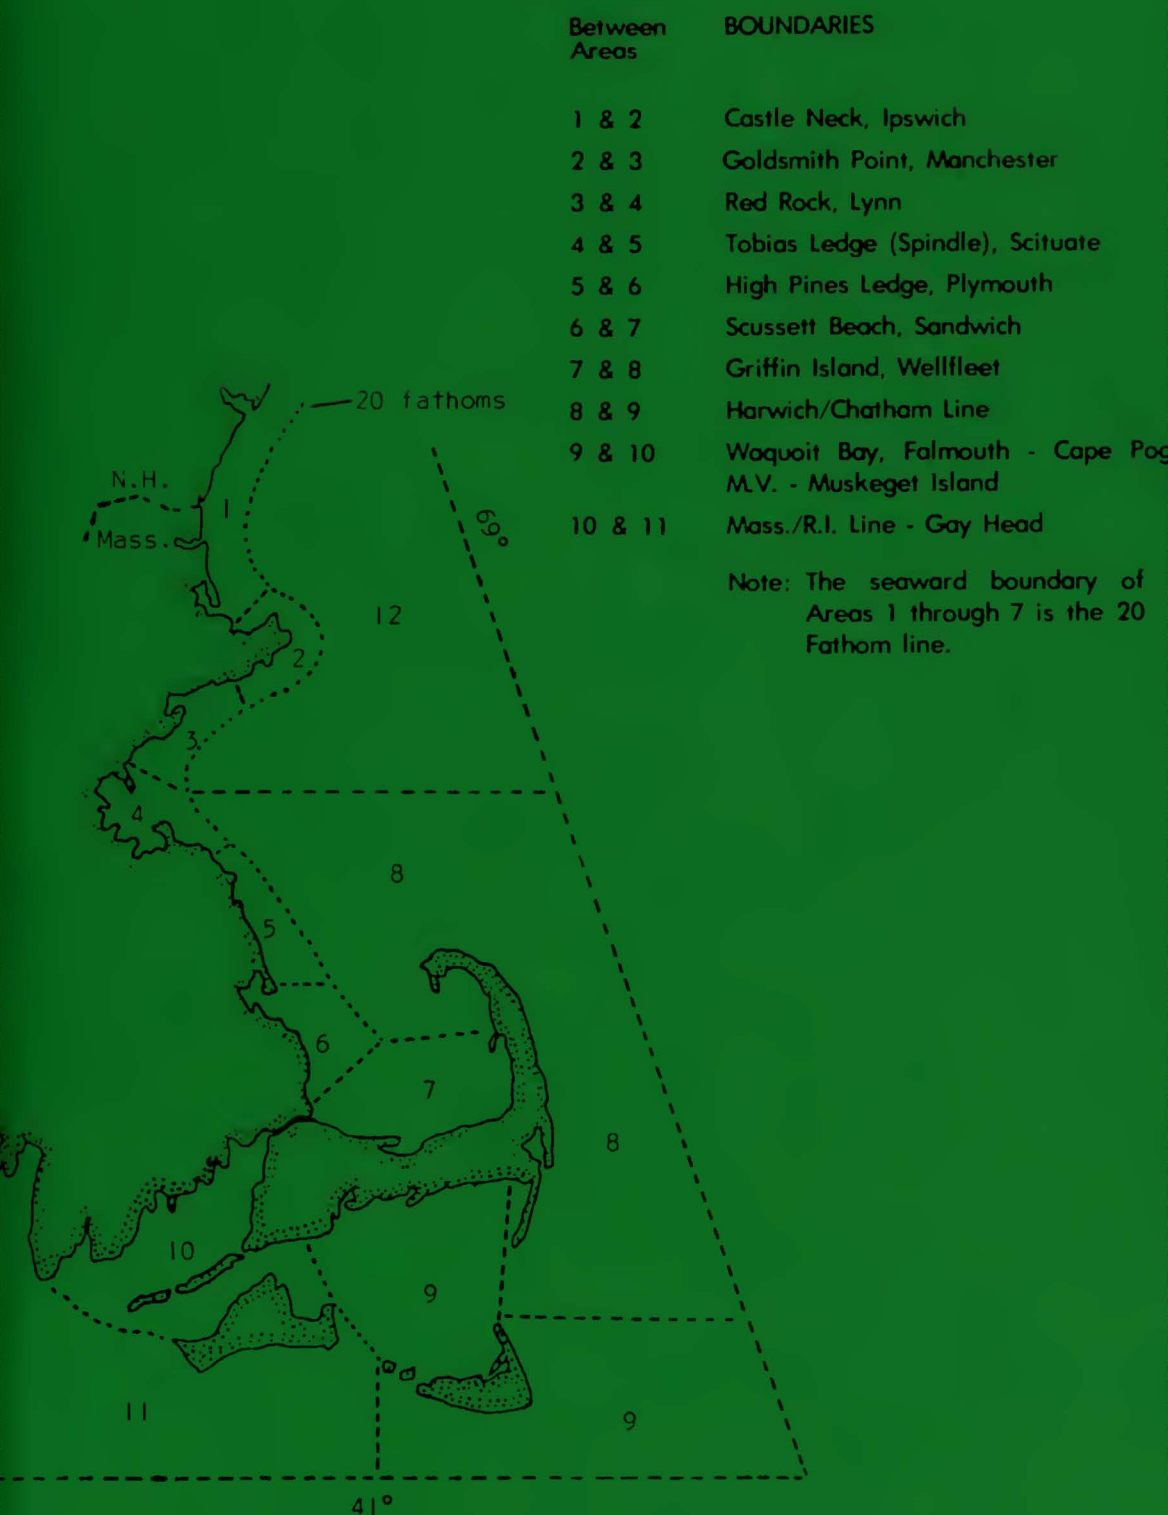 Between BOUNDARIES
Areas
1 & 2 Castle Neck, Ipswich
2 & 3 Goldsmith Point, Manchester
3 & 4 Red Rock, Lynn
4 & 5 Tobias Ledge (Spindle), Scituate
5 & 6 High Pines Ledge, Plymouth
6 & 7 Scussett Beach, Sandwich
7 & 8 Griffin Island, Wellfleet
8 & 9 Harwich/Chatham Line
9 & 10 Waquoit Bay, Falmouth - Cape Pog
M.V. - Muskeget Island
10 & 11 Mass./R.I. Line - Gay Head
Note: The seaward boundary of
Areas 1 through 7 is the 20
Fathom line.
20 fathoms
N.H.
1
69°
Mass.
12
2
3
4
8
5
6
7
8
10
9
11
9
41°